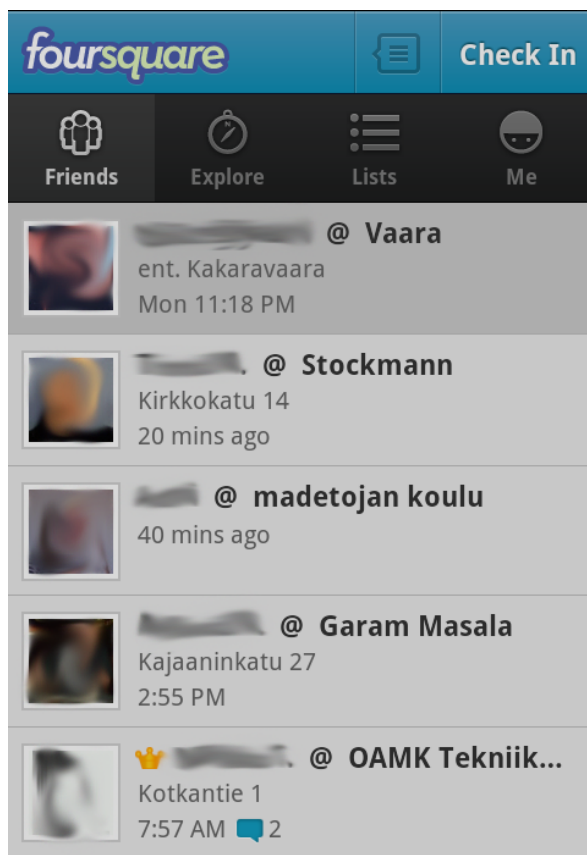 foursquare
Check In
Friends Explore Lists Me
@ Vaara
ent. Kakaravaara
Mon 11:18 PM
@ Stockmann
Kirkkokatu 14
20 mins ago
@ madetojan koulu
40 mins ago
@ Garam Masala
Kajaaninkatu 27
2:55 PM
@ OAMK Tekniik...
Kotkantie 1
7:57 AM 2